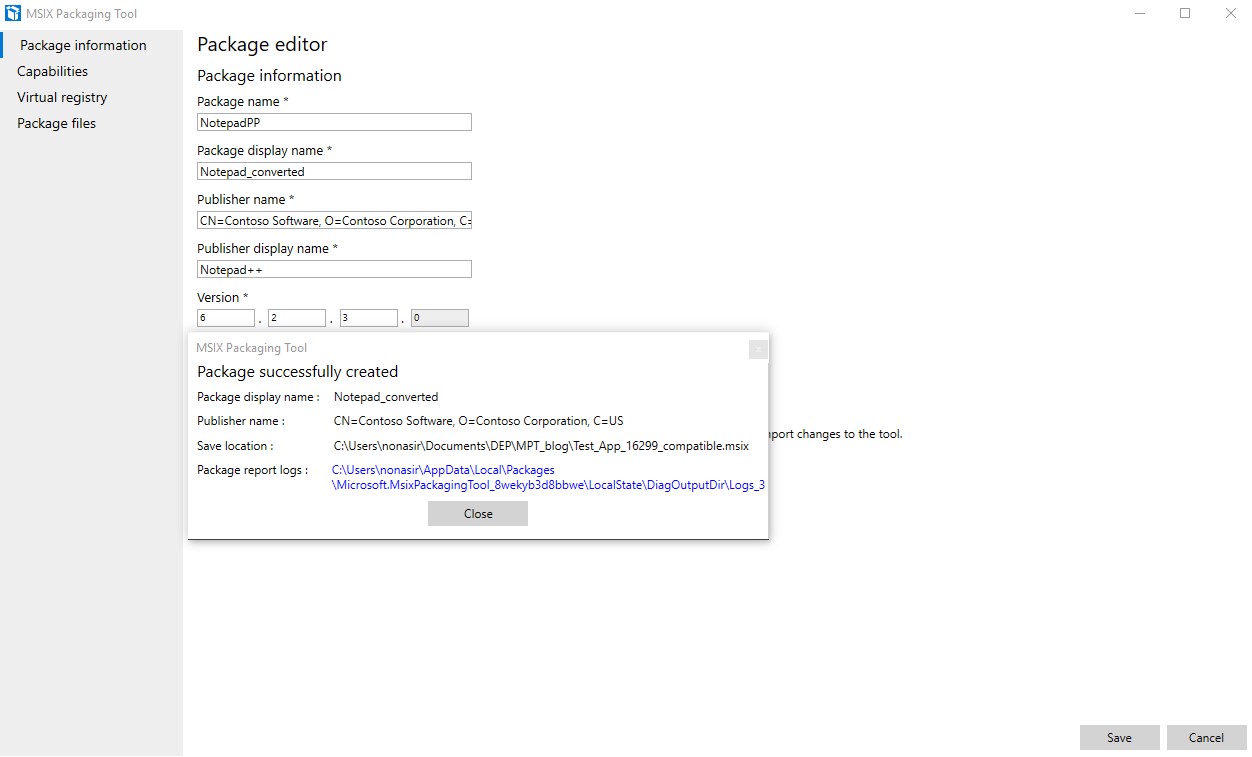 MSIX Packaging Tool
Package information
Capabilities
Virtual registry
Package files
Package editor
Package information
Package name *
NotepadPP
Package display name *
Notepad_converted
Publisher name *
CN=Contoso Software, O=Contoso Corporation, C=
Publisher display name *
Notepad++
Version *
6 . 2 . 3 . 0
MSIX Packaging Tool
Package successfully created
Package display name : Notepad_converted
Publisher name : CN=Contoso Software, O=Contoso Corporation, C=US
Save location : C:\Users\nonasir\Documents\DEP\MPT_blog\Test_App_16299_compatible.msix
Package report logs : C:\Users\nonasir\AppData\Local\Packages
\Microsoft.MsixPackagingTool_8wekyb3d8bbwe\LocalState\DiagOutputDir\Logs_3
Close
changes to the tool.
Save
Cancel